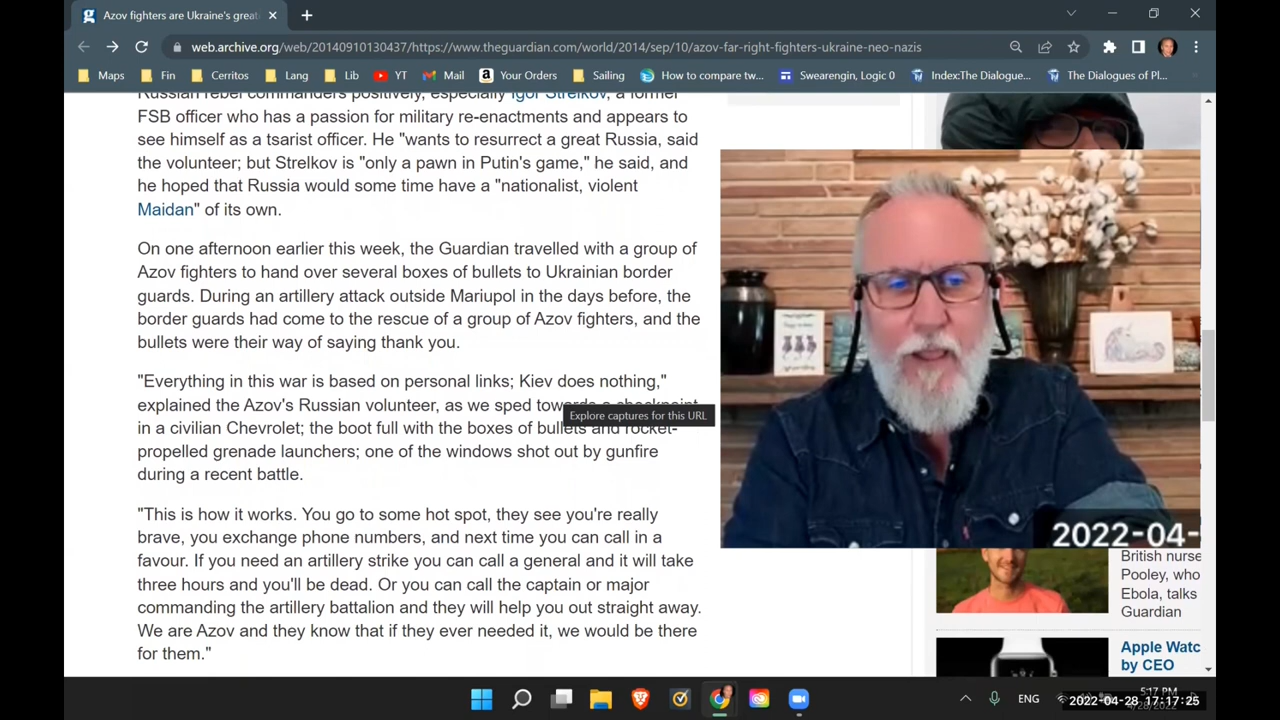 Azov fighters are Ukraine's great
web.archive.org/web/20140910130437/https://www.theguardian.com/world/2014/sep/10/azov-far-right-fighters-ukraine-neo-nazis
Maps Fin Cerritos Lang Lib YT Mail Your Orders Sailing How to compare tw... Swearengin, Logic 0 Index:The Dialogue... The Dialogues of Pl...
Russian rebel commanders positively, especially Igor Strelkov, a former
FSB officer who has a passion for military re-enactments and appears to
see himself as a tsarist officer. He "wants to resurrect a great Russia, said
the volunteer; but Strelkov is "only a pawn in Putin's game," he said, and
he hoped that Russia would some time have a "nationalist, violent
Maidan" of its own.
On one afternoon earlier this week, the Guardian travelled with a group of
Azov fighters to hand over several boxes of bullets to Ukrainian border
guards. During an artillery attack outside Mariupol in the days before, the
border guards had come to the rescue of a group of Azov fighters, and the
bullets were their way of saying thank you.
"Everything in this war is based on personal links; Kiev does nothing,"
explained the Azov's Russian volunteer, as we sped towards a checkpoint
Explore captures for this URL
in a civilian Chevrolet; the boot full with the boxes of bullets and rocket-
propelled grenade launchers; one of the windows shot out by gunfire
during a recent battle.
"This is how it works. You go to some hot spot, they see you're really
brave, you exchange phone numbers, and next time you can call in a
favour. If you need an artillery strike you can call a general and it will take
three hours and you'll be dead. Or you can call the captain or major
commanding the artillery battalion and they will help you out straight away.
We are Azov and they know that if they ever needed it, we would be there
for them."
2022-04-
British nurse
Pooley, who
Ebola, talks
Guardian
Apple Watc
by CEO
ENG
5:17 PM
2022-04-28 17:17:25